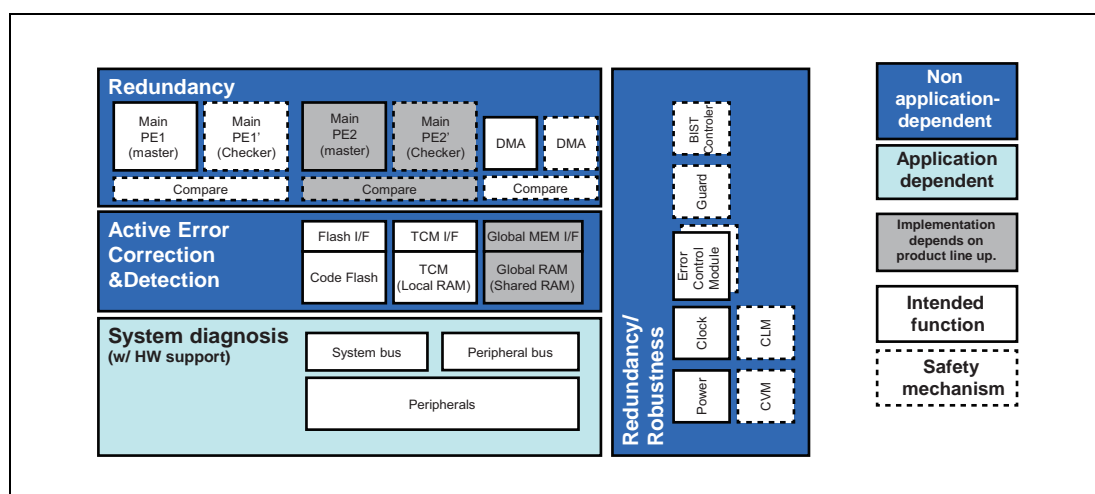 Redundancy
Main
PE1
(master)
Main
PE1'
(Checker)
Compare
Main
PE2
(master)
Main
PE2'
(Checker)
Compare
DMA
DMA
Compare
Active Error
Correction
&Detection
Flash I/F
Code Flash
TCM I/F
TCM
(Local RAM)
Global MEM I/F
Global RAM
(Shared RAM)
System diagnosis
(w/ HW support)
System bus
Peripheral bus
Peripherals
Redundancy/
Robustness
BIST
Controler
Guard
Error
Control
Module
Clock
CLM
Power
CVM
Non
application-
dependent
Application
dependent
Implementation
depends on
product line up.
Intended
function
Safety
mechanism